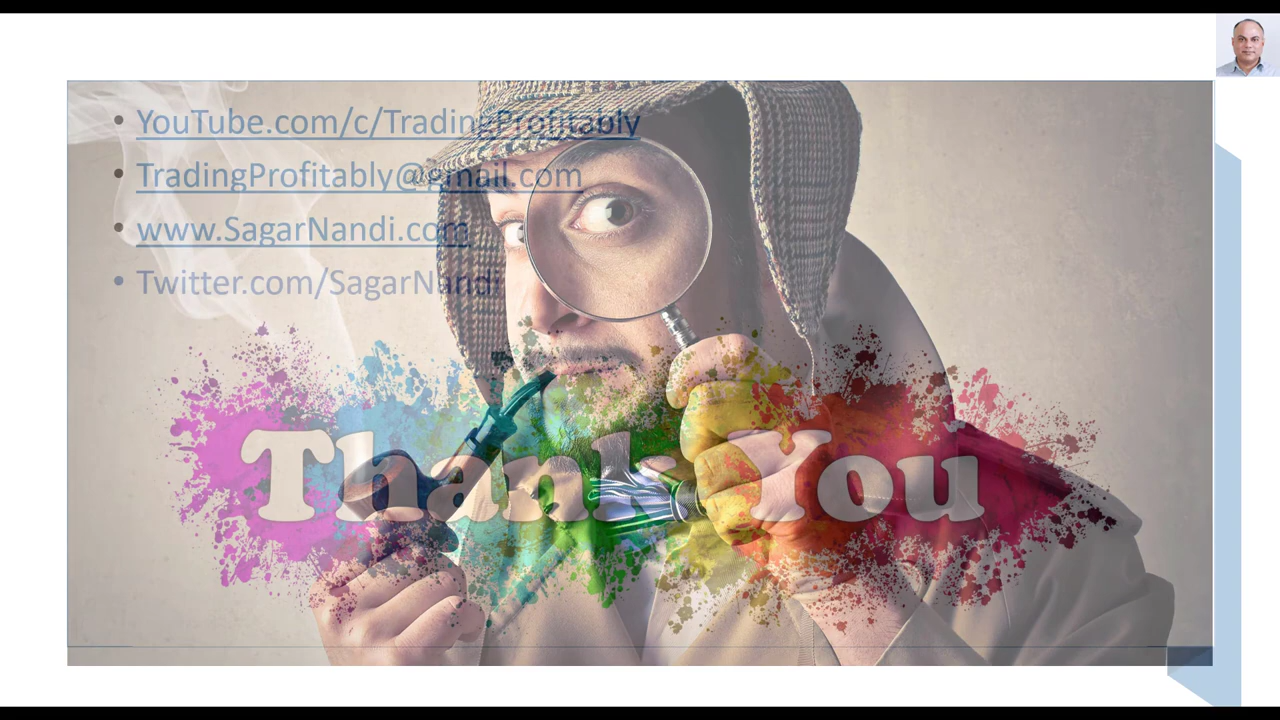 YouTube.com/c/TradingProfitably
TradingProfitably@gmail.com
www.SagarNandi.com
Twitter.com/SagarNandi
Thank You